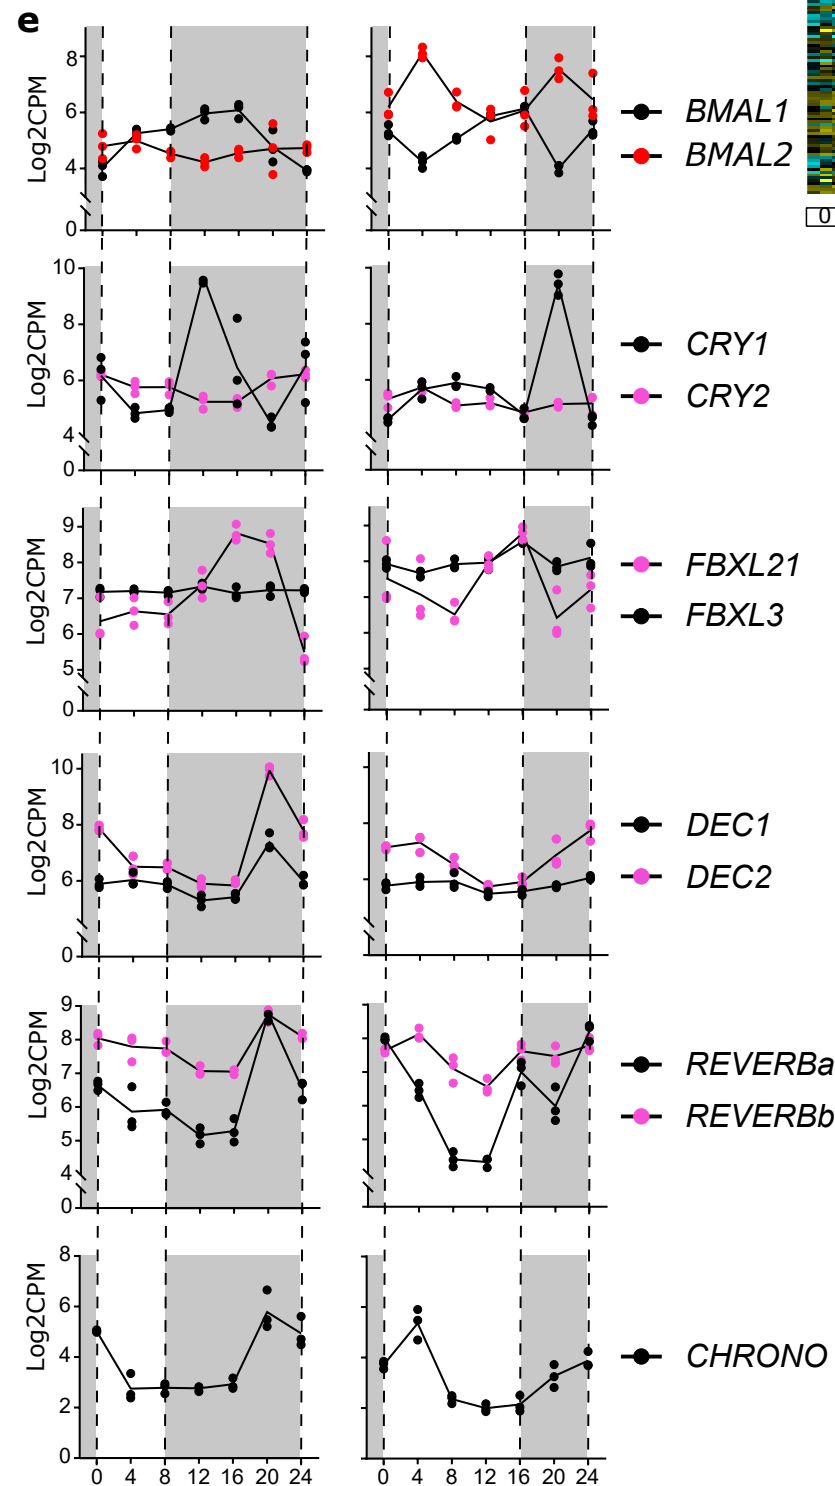 e
Log2CPM
8
6
4
0
BMAL1
BMAL2
0
Log2CPM
10
8
6
4
0
CRY1
CRY2
Log2CPM
9
8
7
6
5
0
FBXL21
FBXL3
Log2CPM
10
8
6
0
DEC1
DEC2
Log2CPM
9
8
7
6
5
4
0
REVERBa
REVERBb
Log2CPM
8
6
4
2
0
CHRONO
0 4 8 12 16 20 24 0 4 8 12 16 20 24